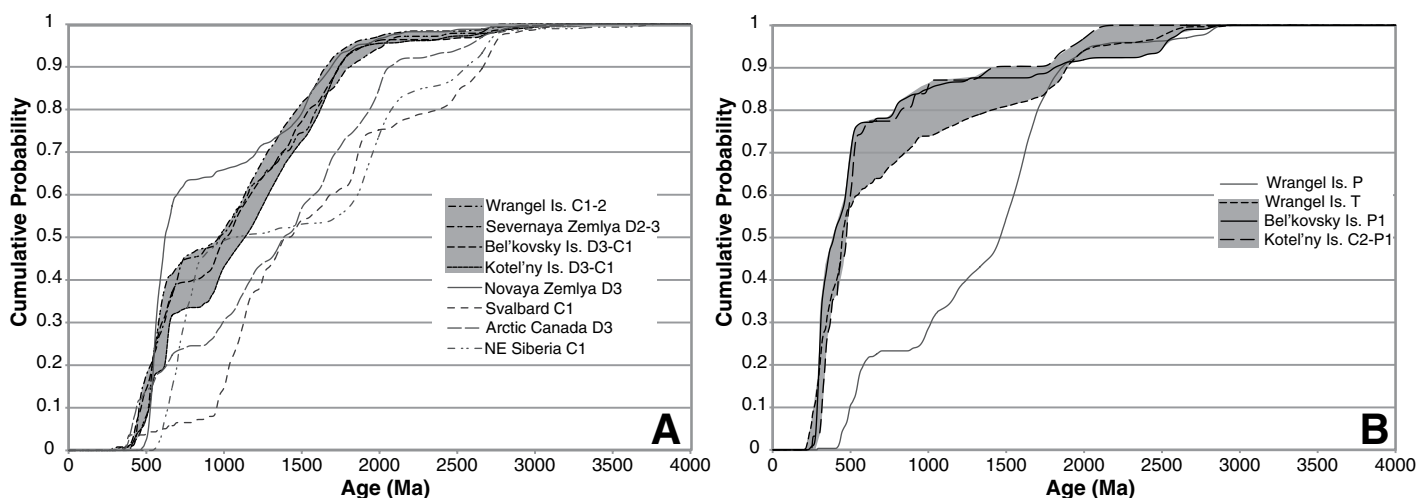 1
0.9
0.8
0.7
0.6
0.5
0.4
0.3
0.2
0.1
0
Cumulative Probability
Wrangel Is. C1-2
Severnaya Zemlya D2-3
Bel'kovsky Is. D3-C1
Kotel'ny Is. D3-C1
Novaya Zemlya D3
Svalbard C1
Arctic Canada D3
NE Siberia C1
A
0 500 1000 1500 2000 2500 3000 3500 4000
Age (Ma)
1
0.9
0.8
0.7
0.6
0.5
0.4
0.3
0.2
0.1
0
Cumulative Probability
Wrangel Is. P
Wrangel Is. T
Bel'kovsky Is. P1
Kotel'ny Is. C2-P1
B
0 500 1000 1500 2000 2500 3000 3500 4000
Age (Ma)